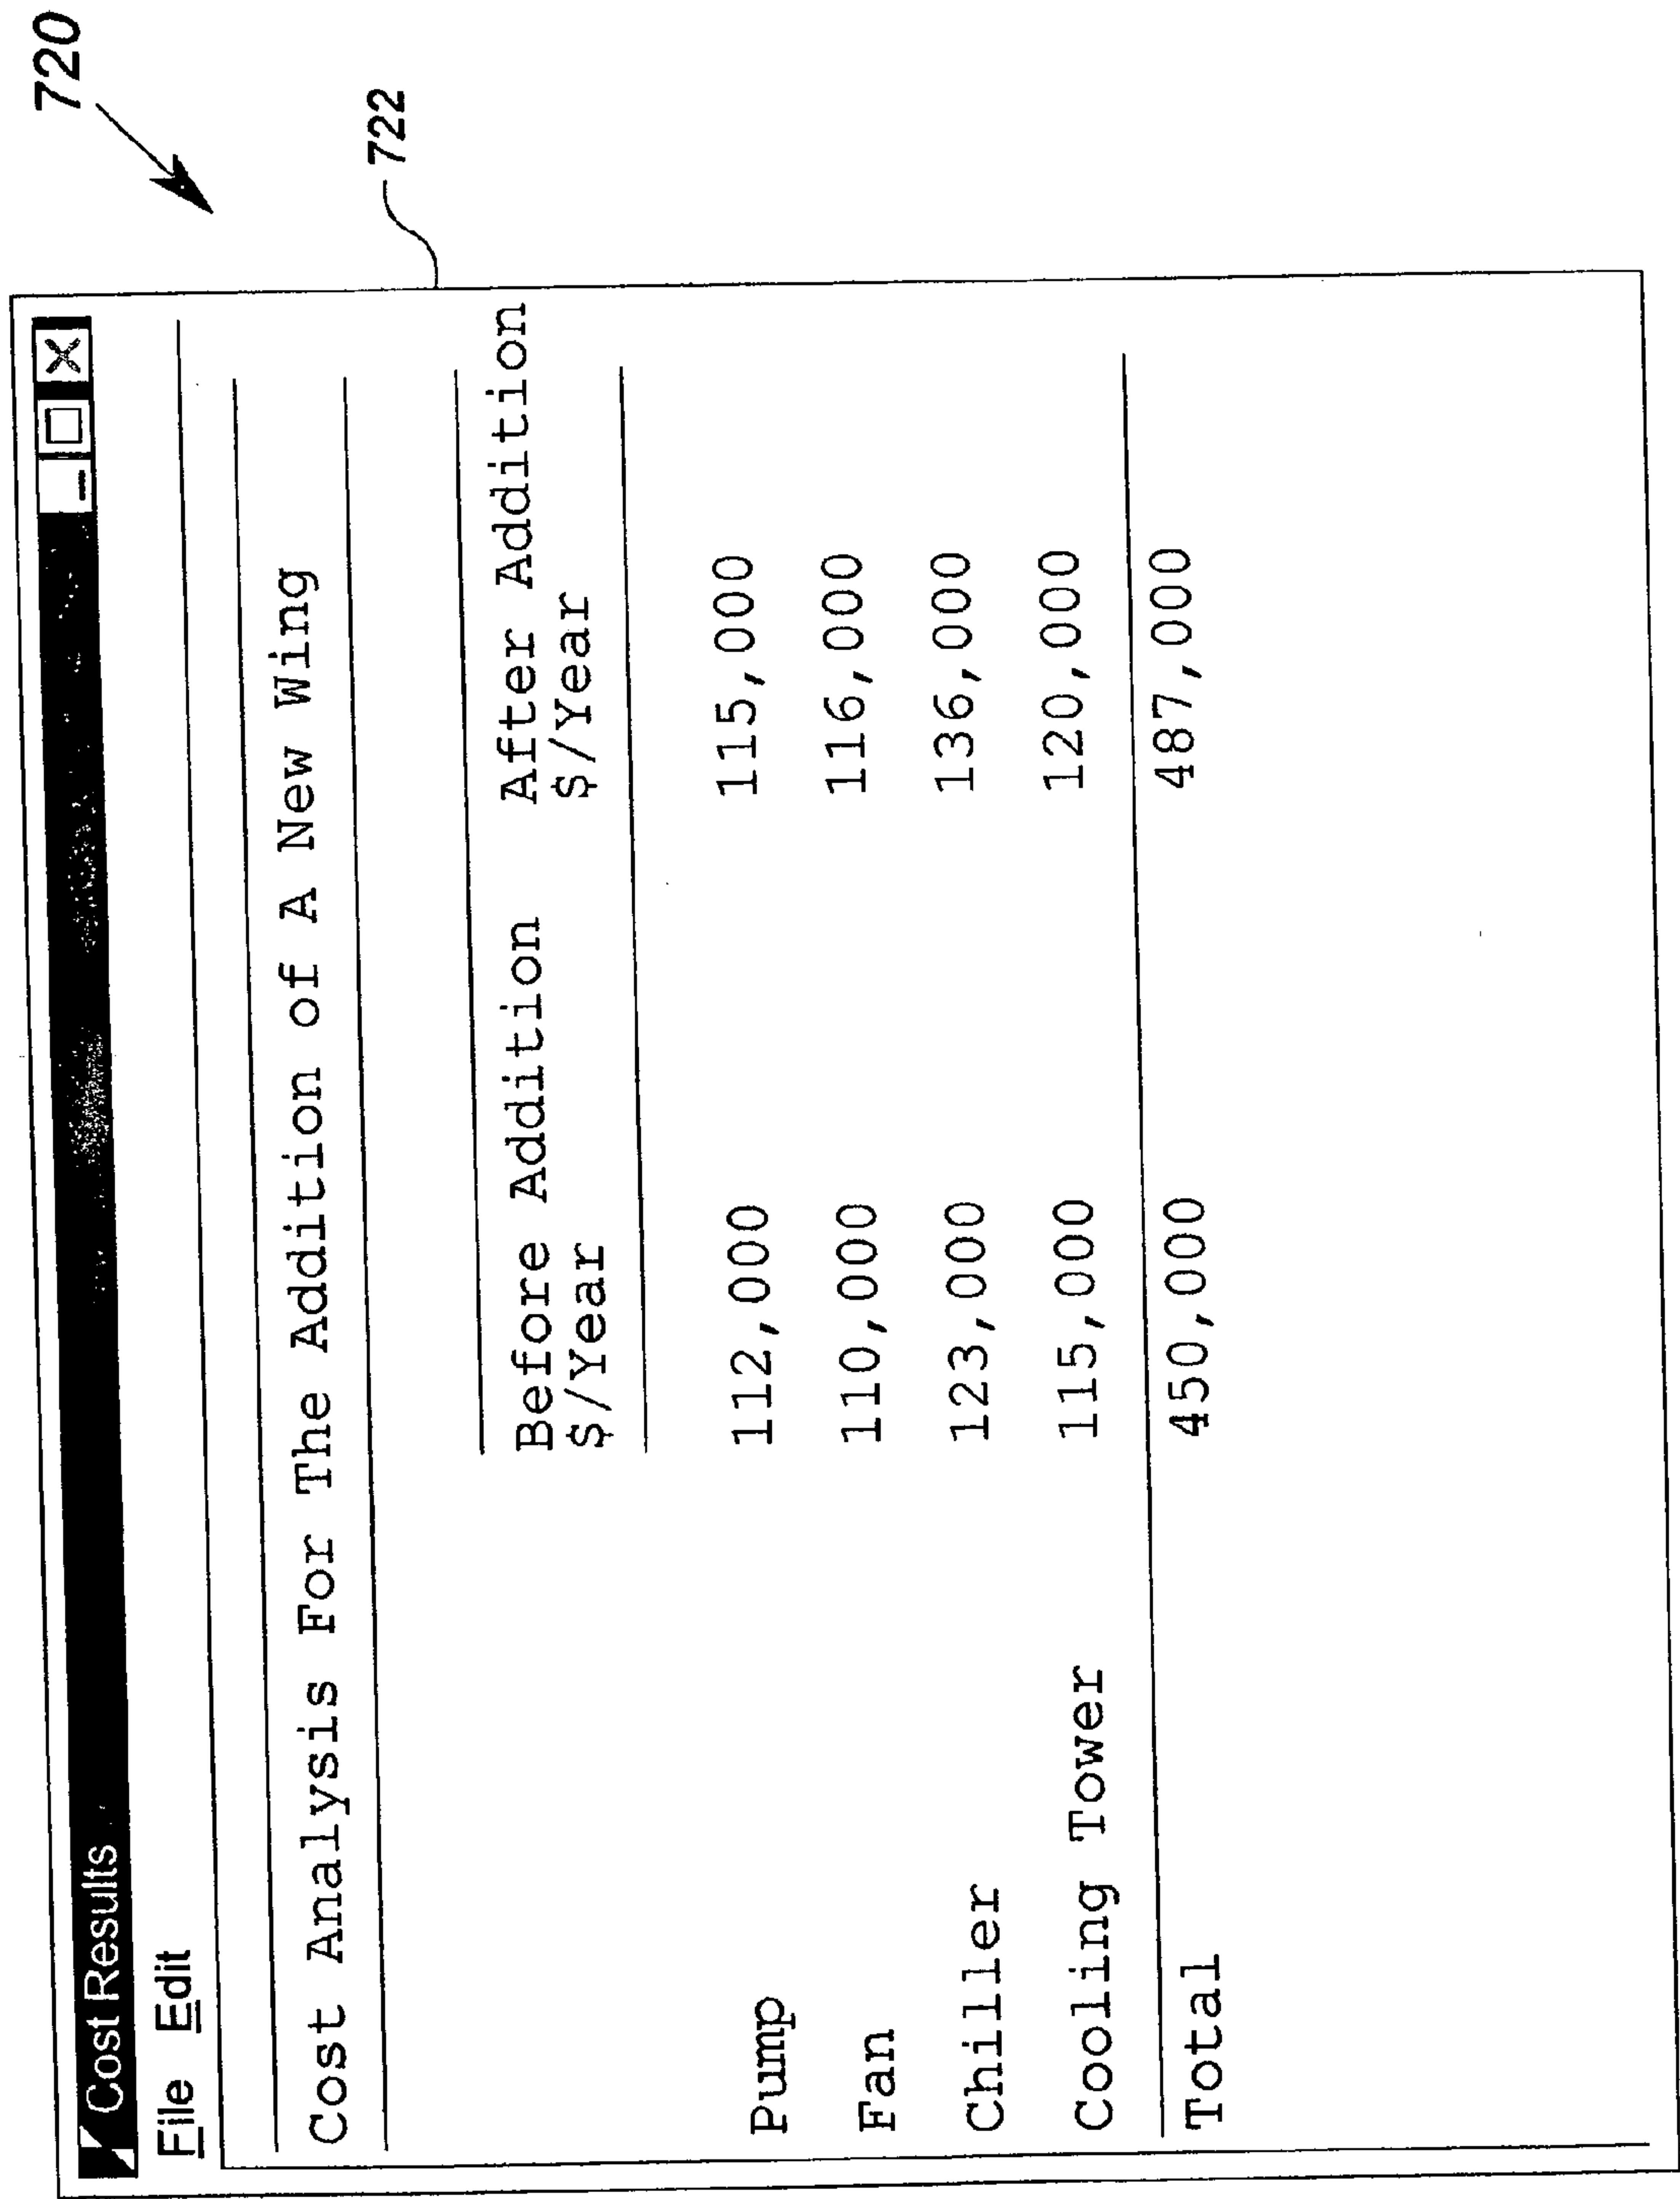 720
722
Cost Results
File Edit
Cost Analysis For The Addition of A New Wing
Before Addition After Addition
$/Year $/Year
Pump 112,000 115,000
Fan 110,000 116,000
Chiller 123,000 136,000
Cooling Tower 115,000 120,000
Total 450,000 487,000